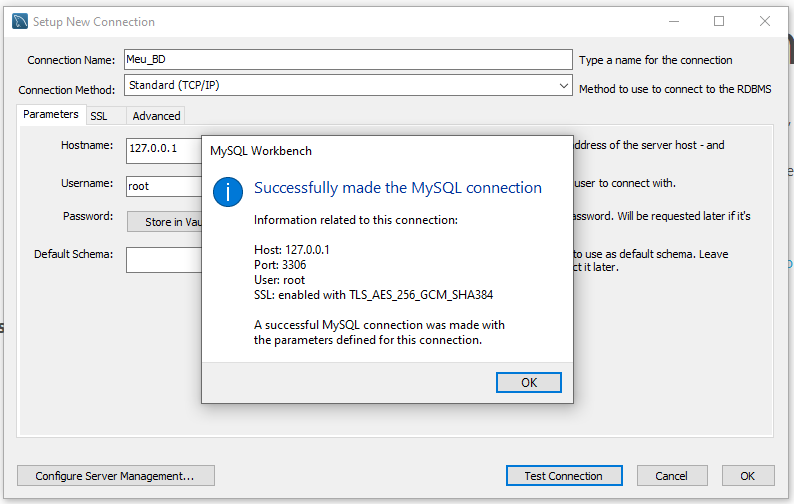 Setup New Connection
Connection Name: Meu_BD Type a name for the connection
Connection Method: Standard (TCP/IP) Method to use to connect to the RDBMS
Parameters SSL Advanced
Hostname: 127.0.0.1 address of the server host - and
Username: root user to connect with.
Password: Store in Vau password. Will be requested later if it's
Default Schema: to use as default schema. Leave
ct it later.
MySQL Workbench
Successfully made the MySQL connection
Information related to this connection:
Host: 127.0.0.1
Port: 3306
User: root
SSL: enabled with TLS_AES_256_GCM_SHA384
A successful MySQL connection was made with
the parameters defined for this connection.
OK
Configure Server Management... Test Connection Cancel OK